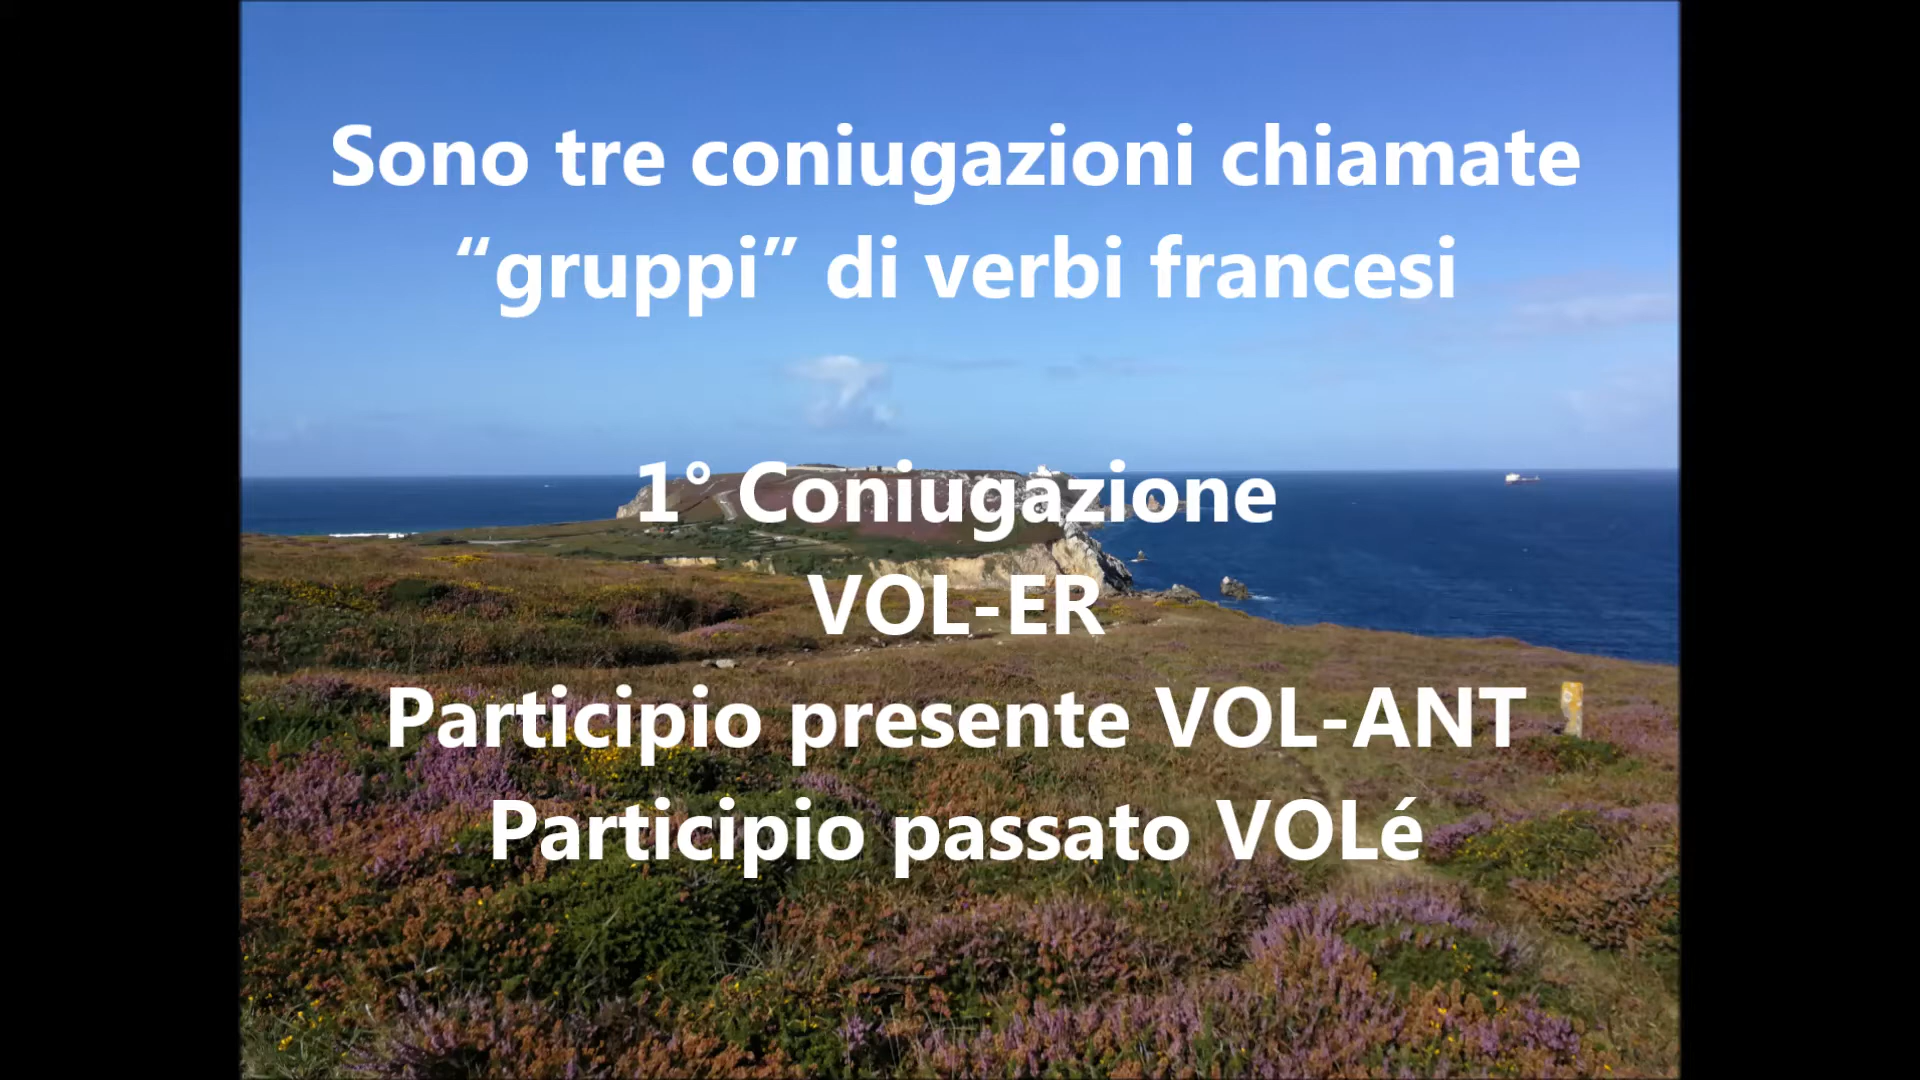 Sono tre coniugazioni chiamate
“gruppi” di verbi francesi
1° Coniugazione
VOL-ER
Participio presente VOL-ANT
Participio passato VOLé